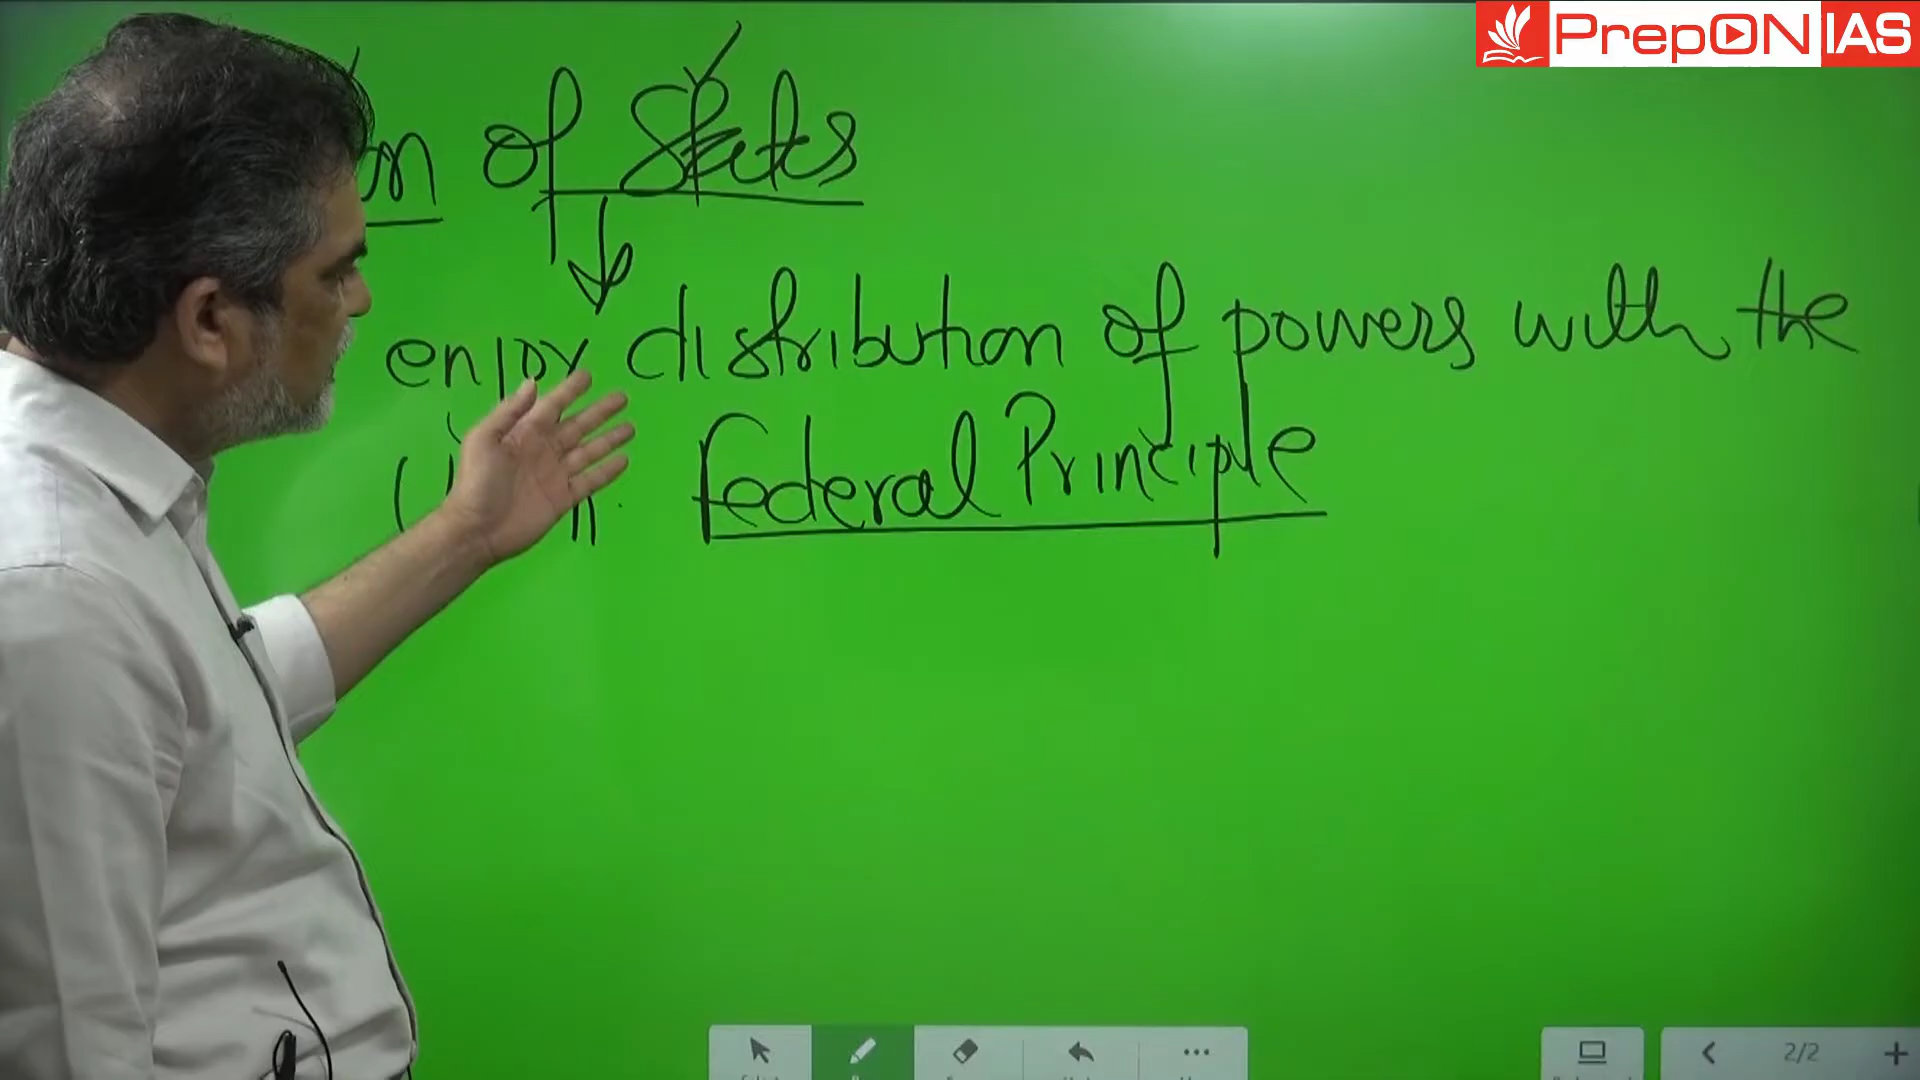 PrepON IAS
on of States
enjoy distribution of powers with the
Federal Principle
2/2